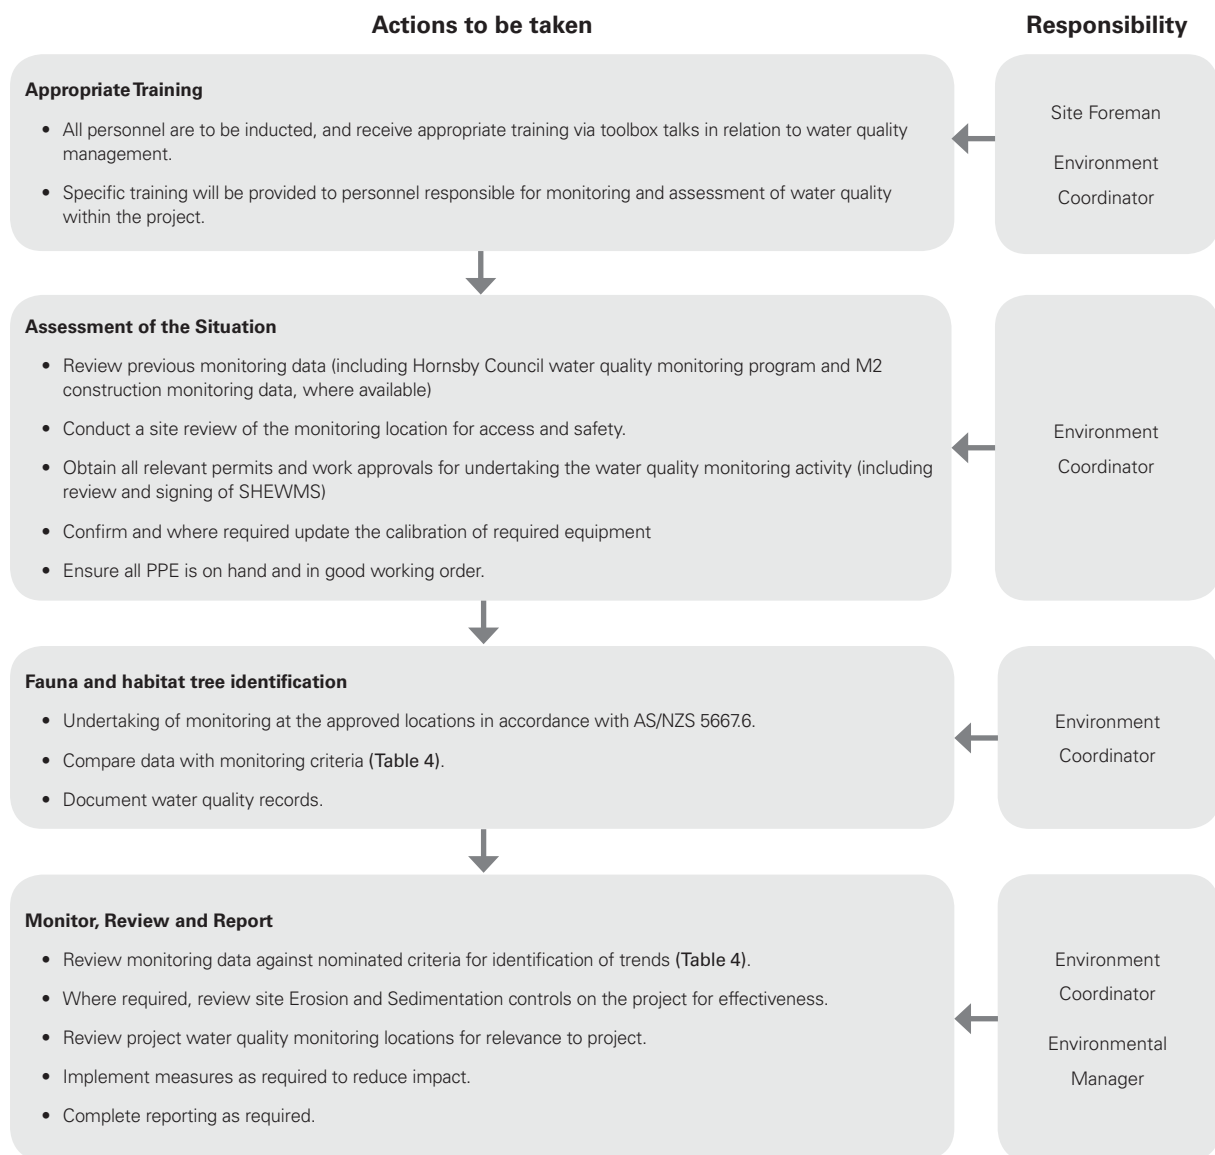 Actions to be taken
Responsibility
Appropriate Training
• All personnel are to be inducted, and receive appropriate training via toolbox talks in relation to water quality
management.
• Specific training will be provided to personnel responsible for monitoring and assessment of water quality
within the project.
Site Foreman
Environment
Coordinator
Assessment of the Situation
• Review previous monitoring data (including Hornsby Council water quality monitoring program and M2
construction monitoring data, where available)
• Conduct a site review of the monitoring location for access and safety.
• Obtain all relevant permits and work approvals for undertaking the water quality monitoring activity (including
review and signing of SHEWMS)
• Confirm and where required update the calibration of required equipment
• Ensure all PPE is on hand and in good working order.
Environment
Coordinator
Fauna and habitat tree identification
• Undertaking of monitoring at the approved locations in accordance with AS/NZS 5667.6.
• Compare data with monitoring criteria (Table 4).
• Document water quality records.
Environment
Coordinator
Monitor, Review and Report
• Review monitoring data against nominated criteria for identification of trends (Table 4).
• Where required, review site Erosion and Sedimentation controls on the project for effectiveness.
• Review project water quality monitoring locations for relevance to project.
• Implement measures as required to reduce impact.
• Complete reporting as required.
Environment
Coordinator
Environmental
Manager